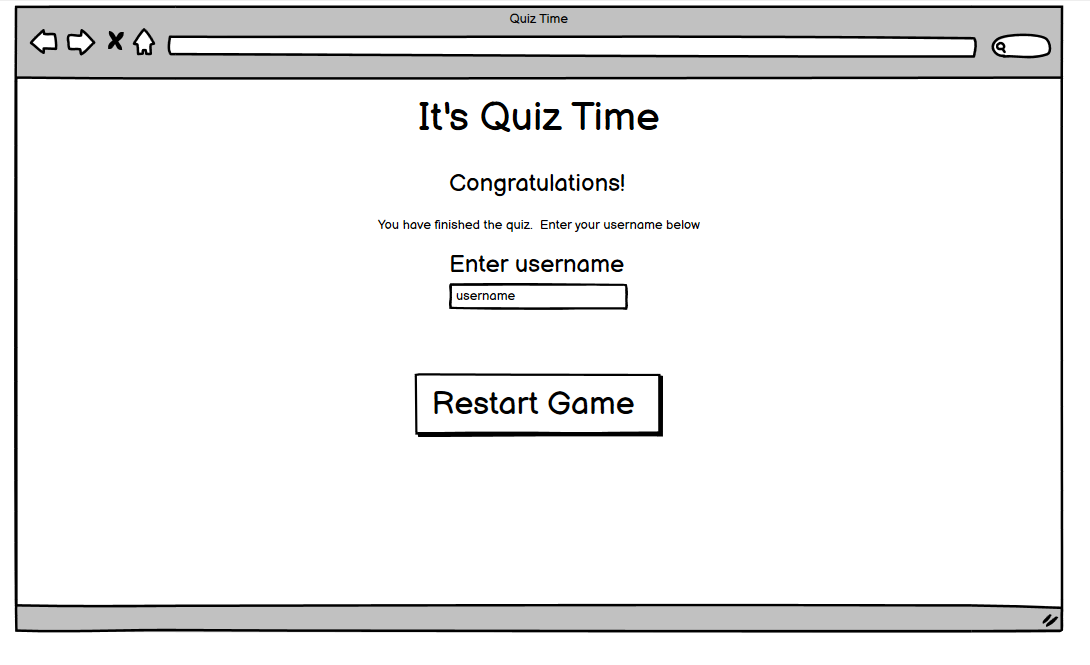 Quiz Time
It's Quiz Time
Congratulations!
You have finished the quiz.  Enter your username below
Enter username
username
Restart Game